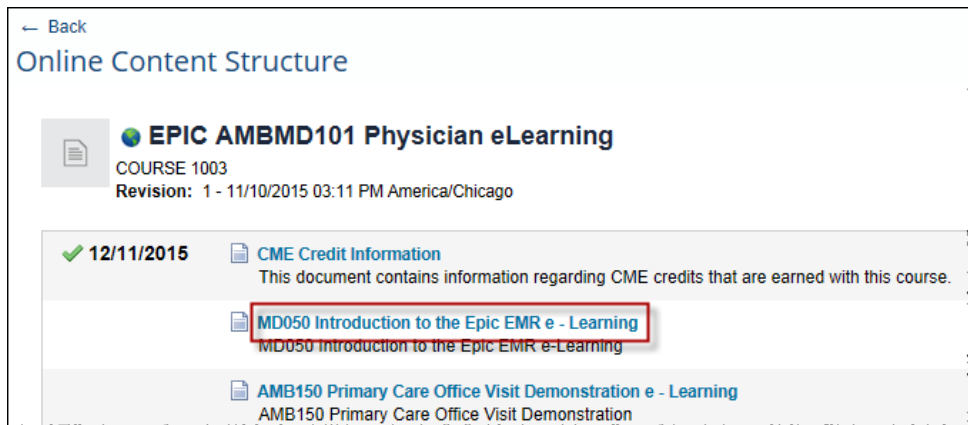 ← Back
Online Content Structure
EPIC AMBMD101 Physician eLearning
COURSE 1003
Revision: 1 - 11/10/2015 03:11 PM America/Chicago
12/11/2015
CME Credit Information
This document contains information regarding CME credits that are earned with this course.
MD050 Introduction to the Epic EMR e - Learning
MD050 Introduction to the Epic EMR e-Learning
AMB150 Primary Care Office Visit Demonstration e - Learning
AMB150 Primary Care Office Visit Demonstration